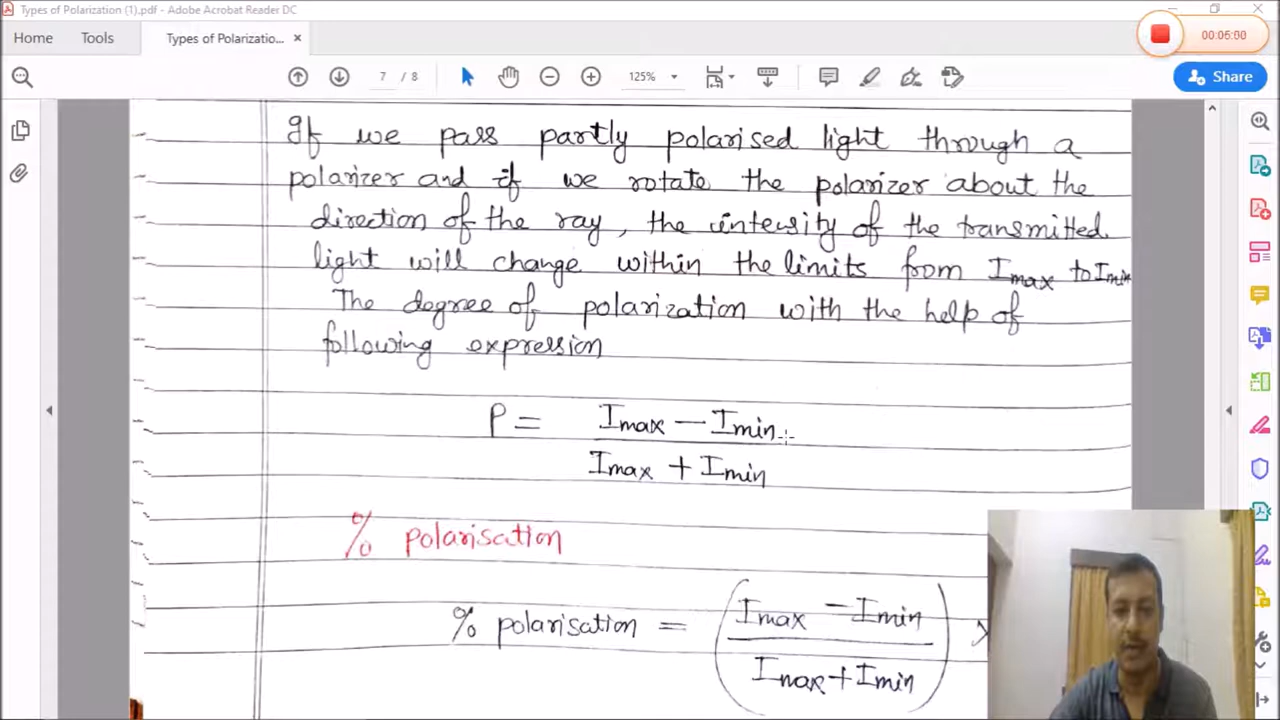 Types of Polarization (1).pdf - Adobe Acrobat Reader DC
Home Tools Types of Polarizatio... ×
00:05:00
7 / 8 125% Share
If we pass partly polarised light through a
polarizer and if we rotate the polarizer about the
direction of the ray, the intensity of the transmitted
light will change within the limits from Imax to Imin
The degree of polarization with the help of
following expression
P = Imax - Imin
Imax + Imin
% polarisation
% polarisation = (Imax - Imin
Imax + Imin)